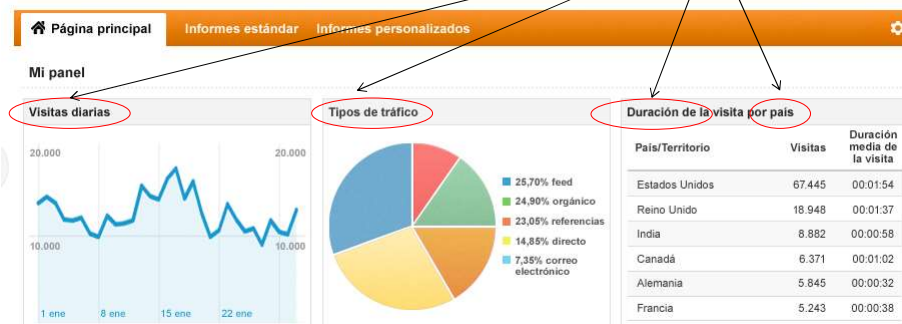 Página principal
Informes estándar
Informes personalizados
Mi panel
Visitas diarias
20.000
20.000
10.000
10.000
1 ene
8 ene
15 ene
22 ene
Tipos de tráfico
25,70% feed
24,90% orgánico
23,05% referencias
14,85% directo
7,35% correo
electrónico
Duración de la visita por país
País/Territorio Visitas Duración
media de
la visita
Estados Unidos 67.445 00:01:54
Reino Unido 18.948 00:01:37
India 8.882 00:00:58
Canadá 6.371 00:01:02
Alemania 5.845 00:00:32
Francia 5.243 00:00:38